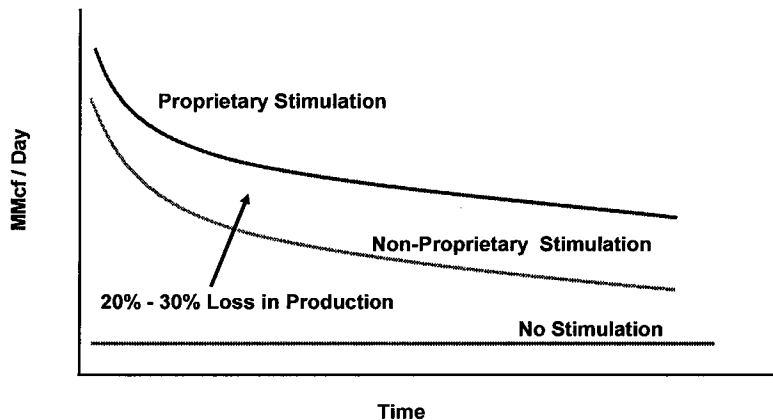 Proprietary Stimulation
MMcf / Day
Non-Proprietary Stimulation
20% - 30% Loss in Production
No Stimulation
Time